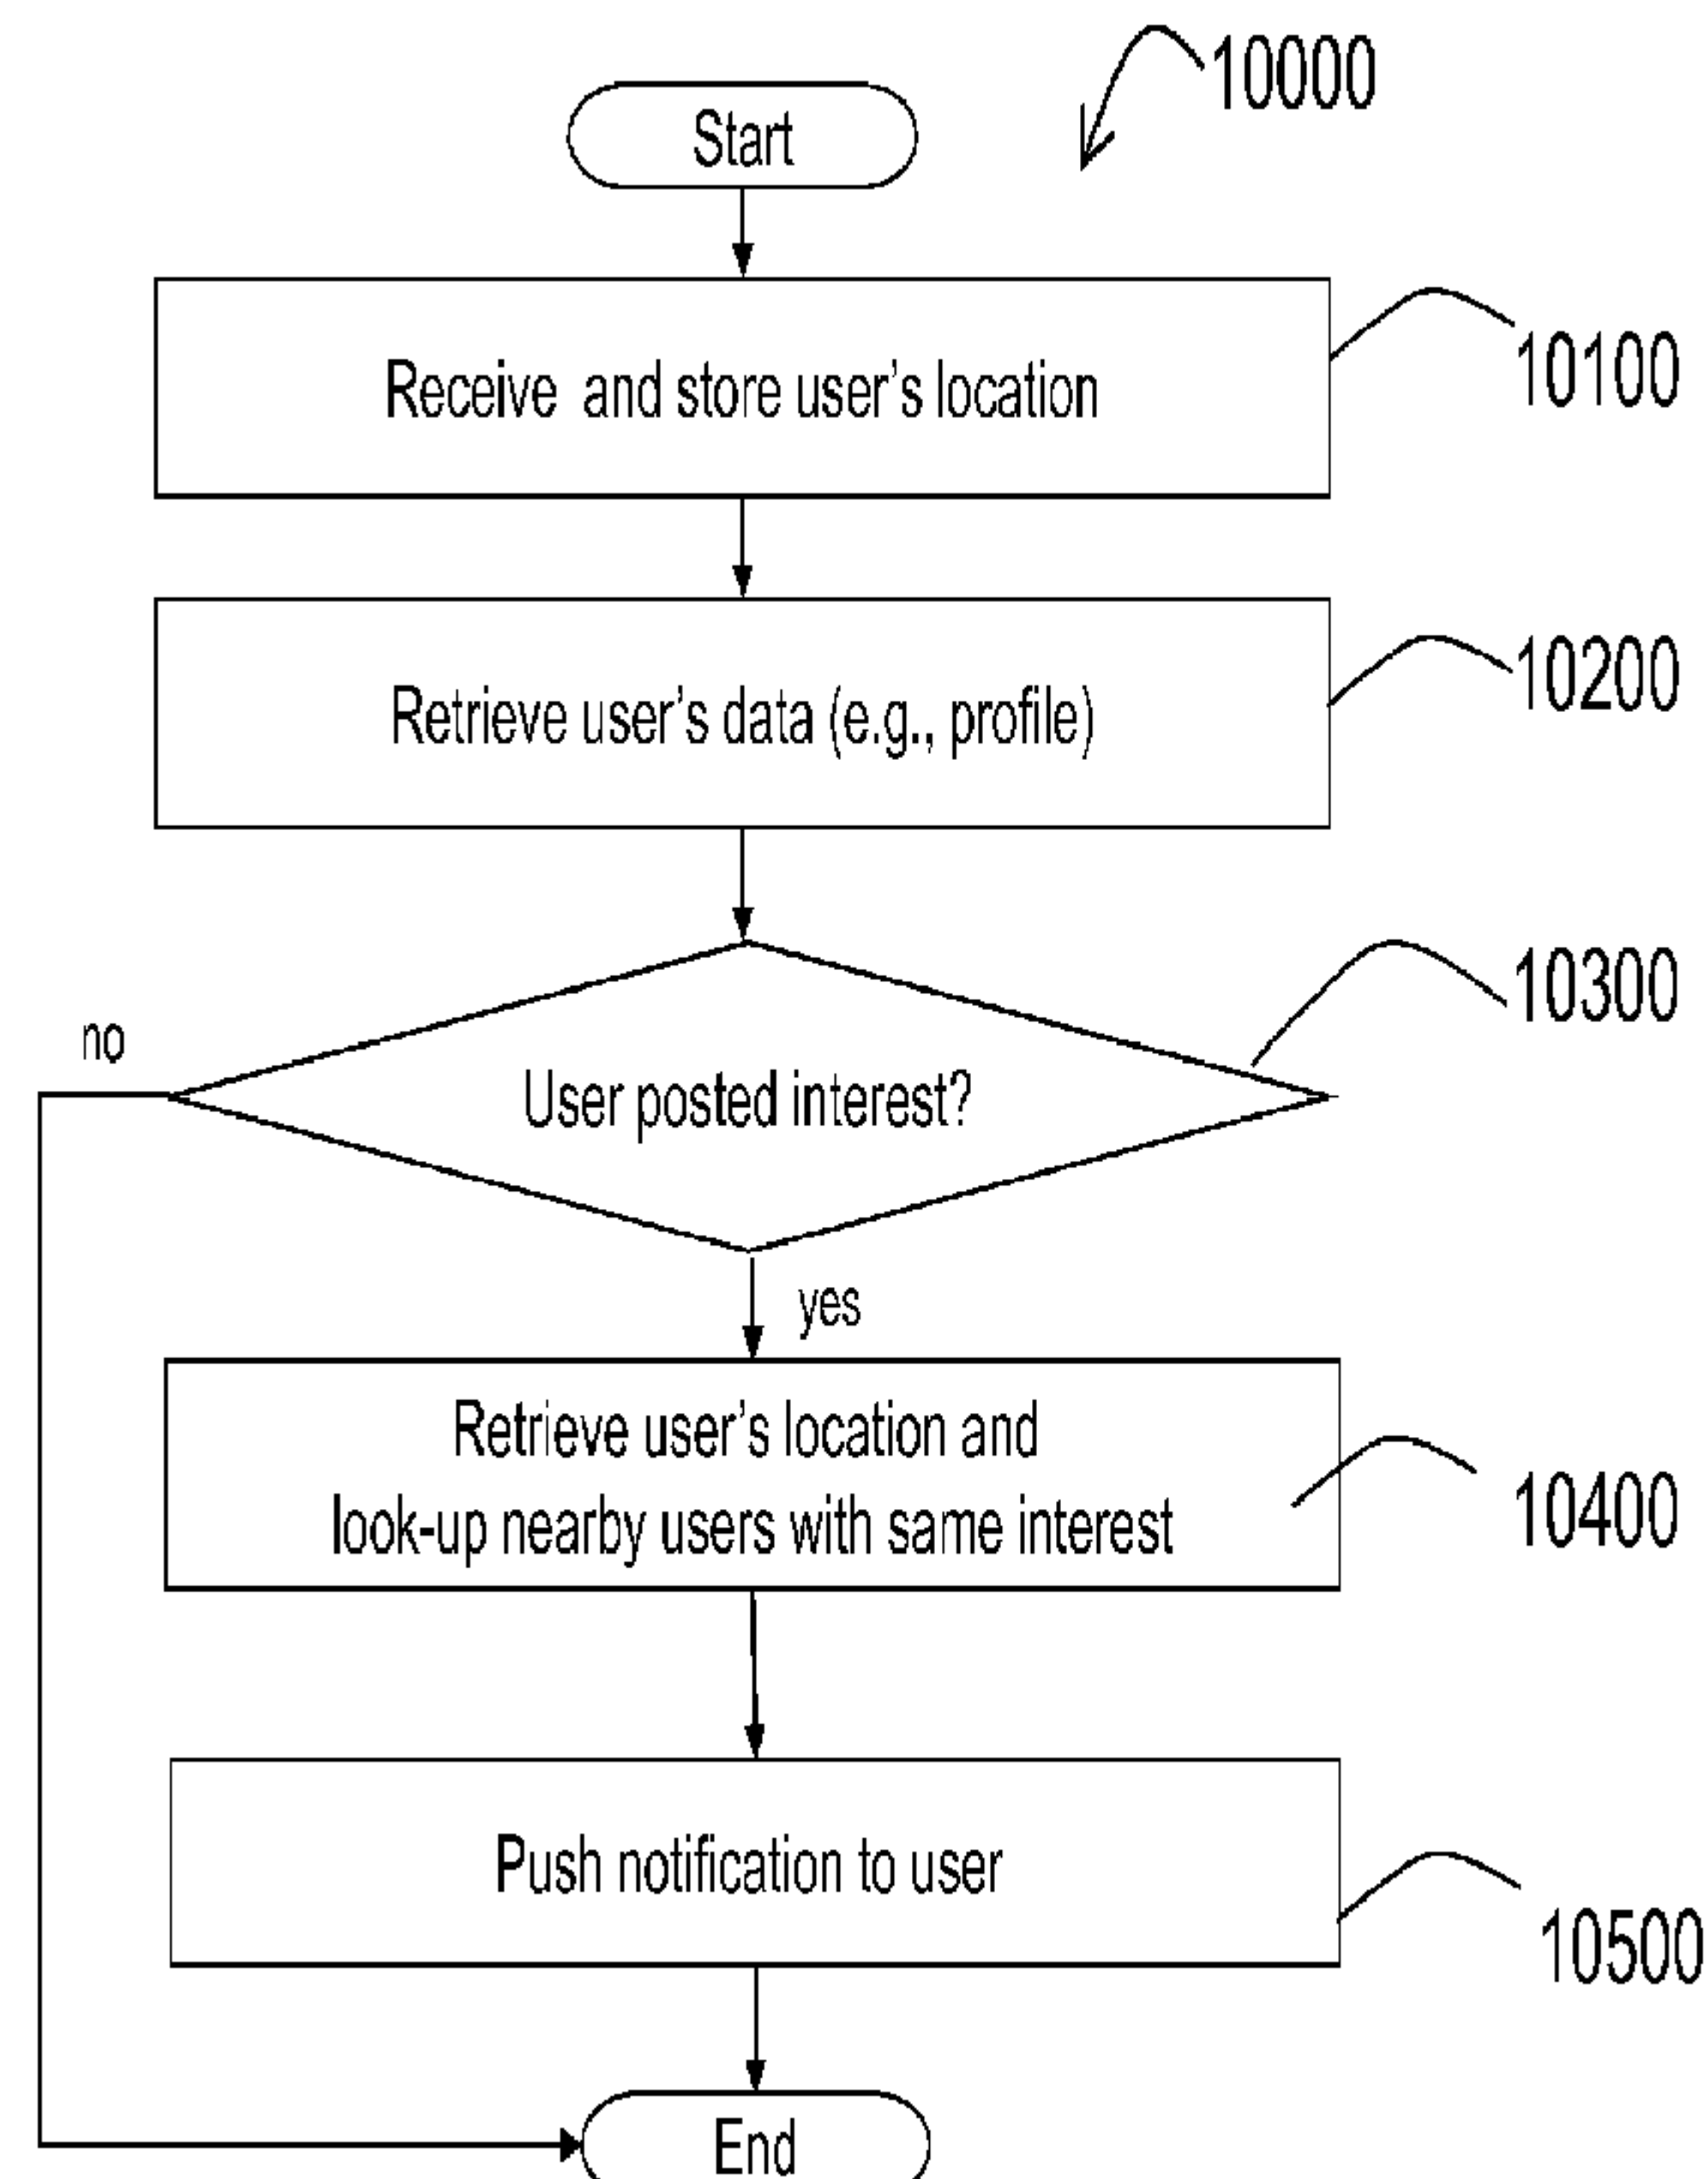 10000
Start
Receive and store user's location
10100
Retrieve user's data (e.g., profile)
10200
User posted interest?
10300
no
yes
Retrieve user's location and
look-up nearby users with same interest
10400
Push notification to user
10500
End